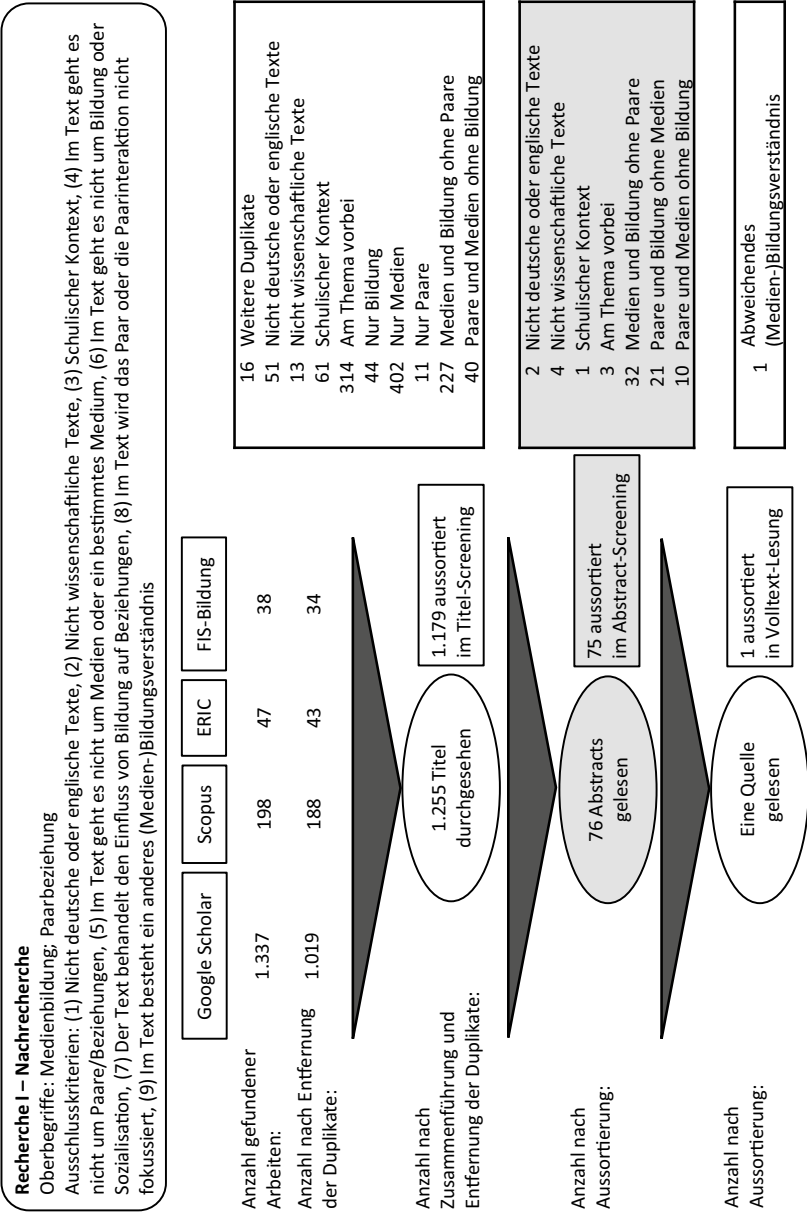 Recherche I – Nachrecherche
Oberbegriffe: Medienbildung; Paarbeziehung
Ausschlusskriterien: (1) Nicht deutsche oder englische Texte, (2) Nicht wissenschaftliche Texte, (3) Schulischer Kontext, (4) Im Text geht es
nicht um Paare/Beziehungen, (5) Im Text geht es nicht um Medien oder ein bestimmtes Medium, (6) Im Text geht es nicht um Bildung oder
Sozialisation, (7) Der Text behandelt den Einfluss von Bildung auf Beziehungen, (8) Im Text wird das Paar oder die Paarinteraktion nicht
fokussiert, (9) Im Text besteht ein anderes (Medien-)Bildungsverständnis
Google Scholar
Scopus
ERIC
FIS-Bildung
Anzahl gefundener
Arbeiten:
1.337
198
47
38
Anzahl nach Entfernung
der Duplikate:
1.019
188
43
34
Anzahl nach
Zusammenführung und
Entfernung der Duplikate:
1.255 Titel
durchgesehen
1.179 aussortiert
im Titel-Screening
16 Weitere Duplikate
51 Nicht deutsche oder englische Texte
13 Nicht wissenschaftliche Texte
61 Schulischer Kontext
314 Am Thema vorbei
44 Nur Bildung
402 Nur Medien
11 Nur Paare
227 Medien und Bildung ohne Paare
40 Paare und Medien ohne Bildung
Anzahl nach
Aussortierung:
76 Abstracts
gelesen
75 aussortiert
im Abstract-Screening
2 Nicht deutsche oder englische Texte
4 Nicht wissenschaftliche Texte
1 Schulischer Kontext
3 Am Thema vorbei
32 Medien und Bildung ohne Paare
21 Paare und Bildung ohne Medien
10 Paare und Medien ohne Bildung
Anzahl nach
Aussortierung:
Eine Quelle
gelesen
1 aussortiert
in Volltext-Lesung
1 Abweichendes
(Medien-)Bildungsverständnis